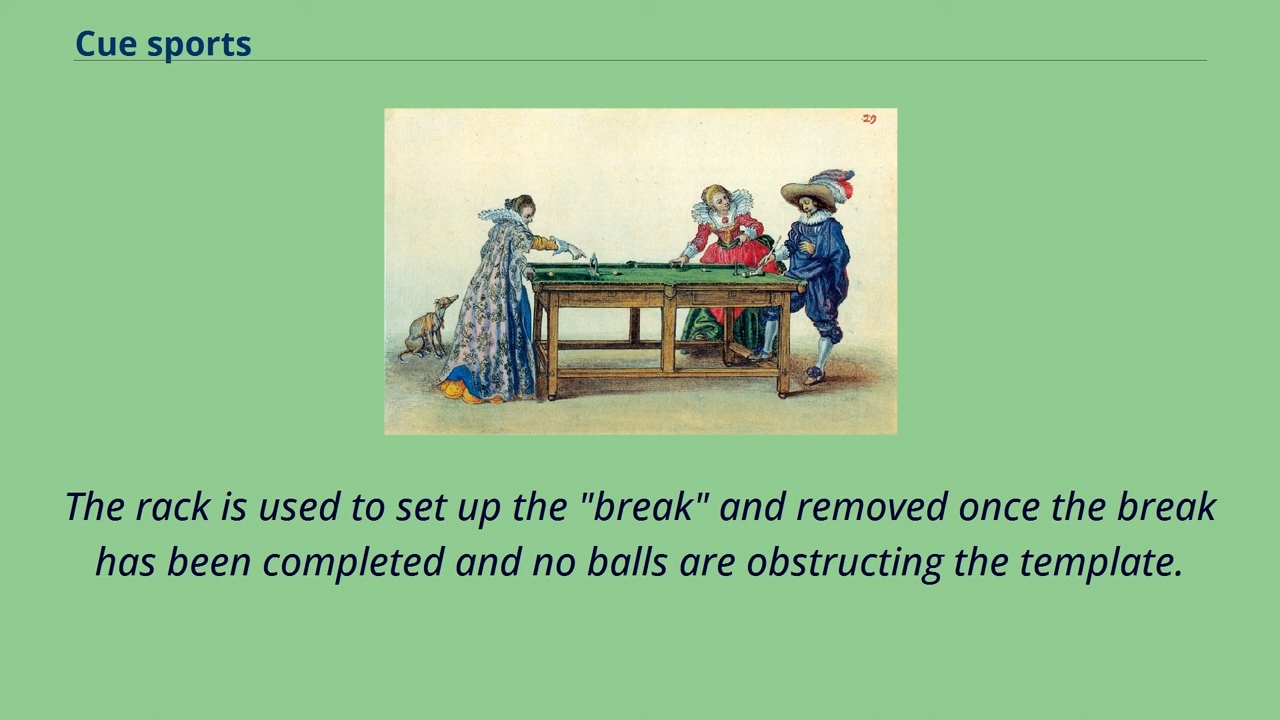 Cue sports
29
The rack is used to set up the "break" and removed once the break
has been completed and no balls are obstructing the template.